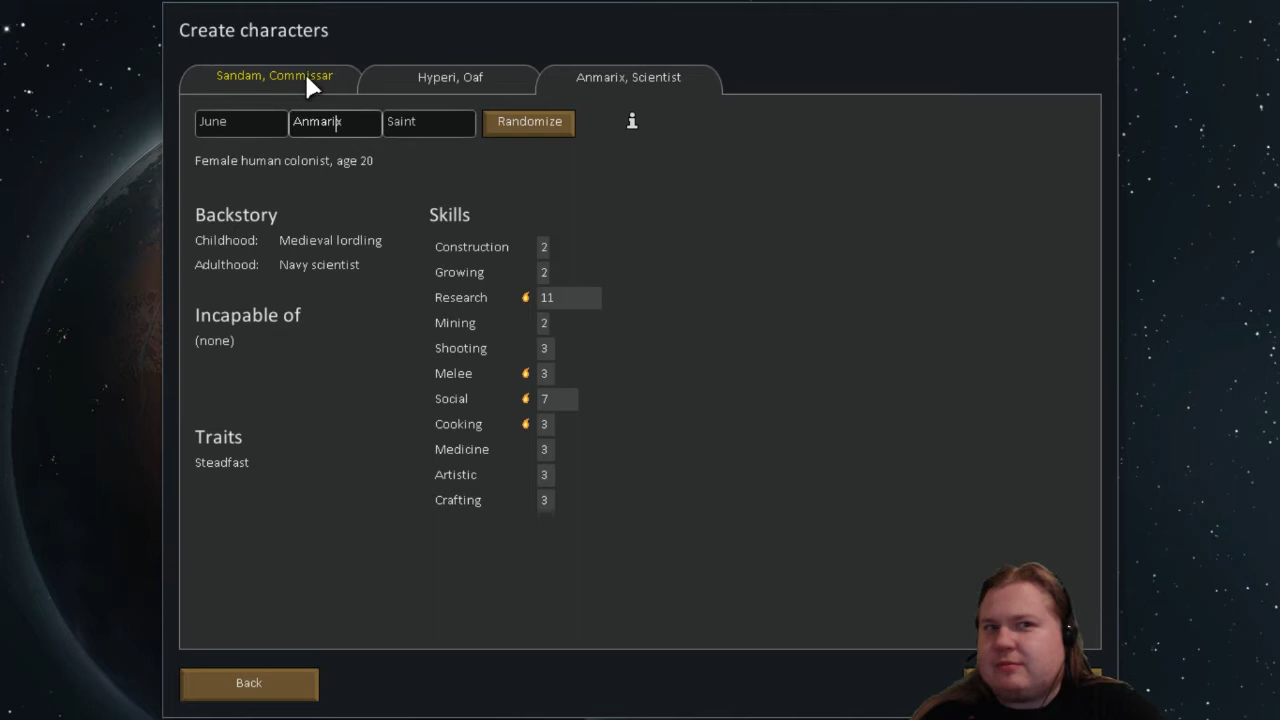 Create characters
Sandam, Commissar
Hyperi, Oaf
Anmarix, Scientist
June
Anmarix
Saint
Randomize
Female human colonist, age 20
Backstory
Childhood: Medieval lordling
Adulthood: Navy scientist
Incapable of
(none)
Traits
Steadfast
Skills
Construction 2
Growing 2
Research 11
Mining 2
Shooting 3
Melee 3
Social 7
Cooking 3
Medicine 3
Artistic 3
Crafting 3
Back